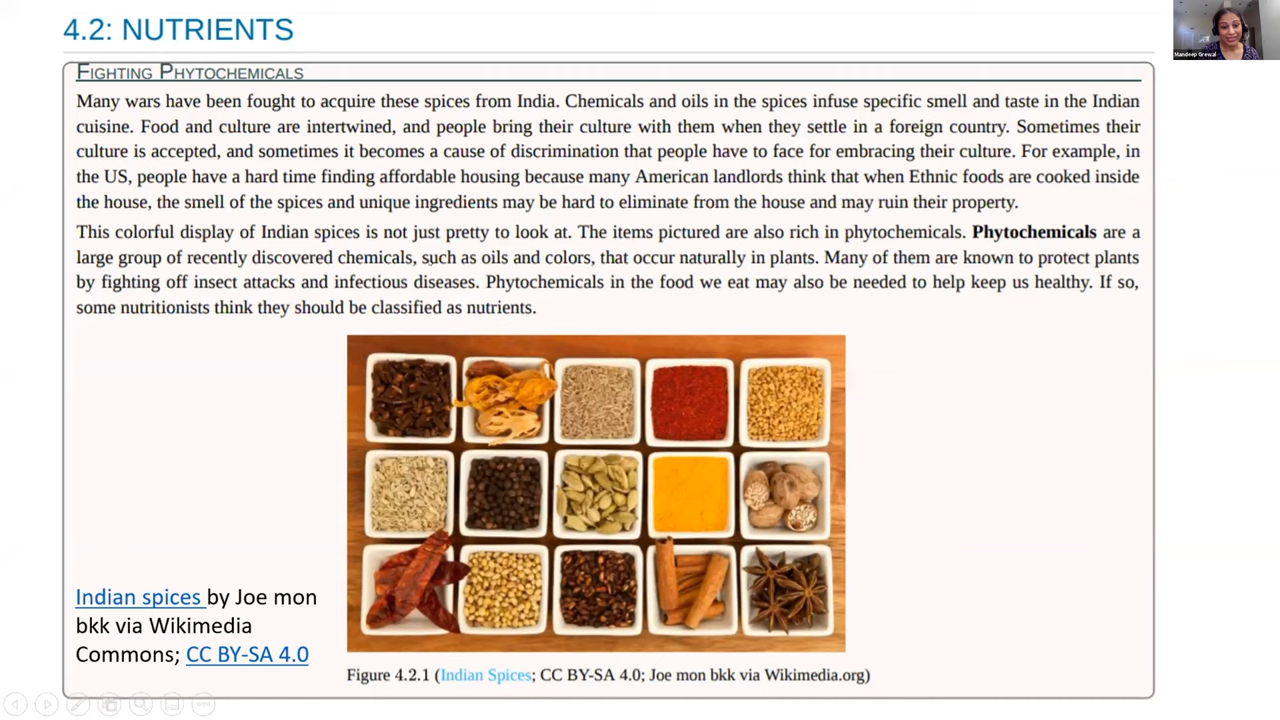 4.2: NUTRIENTS
Mandeep Grewal
FIGHTING PHYTOCHEMICALS
Many wars have been fought to acquire these spices from India. Chemicals and oils in the spices infuse specific smell and taste in the Indian
cuisine. Food and culture are intertwined, and people bring their culture with them when they settle in a foreign country. Sometimes their
culture is accepted, and sometimes it becomes a cause of discrimination that people have to face for embracing their culture. For example, in
the US, people have a hard time finding affordable housing because many American landlords think that when Ethnic foods are cooked inside
the house, the smell of the spices and unique ingredients may be hard to eliminate from the house and may ruin their property.
This colorful display of Indian spices is not just pretty to look at. The items pictured are also rich in phytochemicals. Phytochemicals are a
large group of recently discovered chemicals, such as oils and colors, that occur naturally in plants. Many of them are known to protect plants
by fighting off insect attacks and infectious diseases. Phytochemicals in the food we eat may also be needed to help keep us healthy. If so,
some nutritionists think they should be classified as nutrients.
Indian spices by Joe mon
bkk via Wikimedia
Commons; CC BY-SA 4.0
Figure 4.2.1 (Indian Spices; CC BY-SA 4.0; Joe mon bkk via Wikimedia.org)